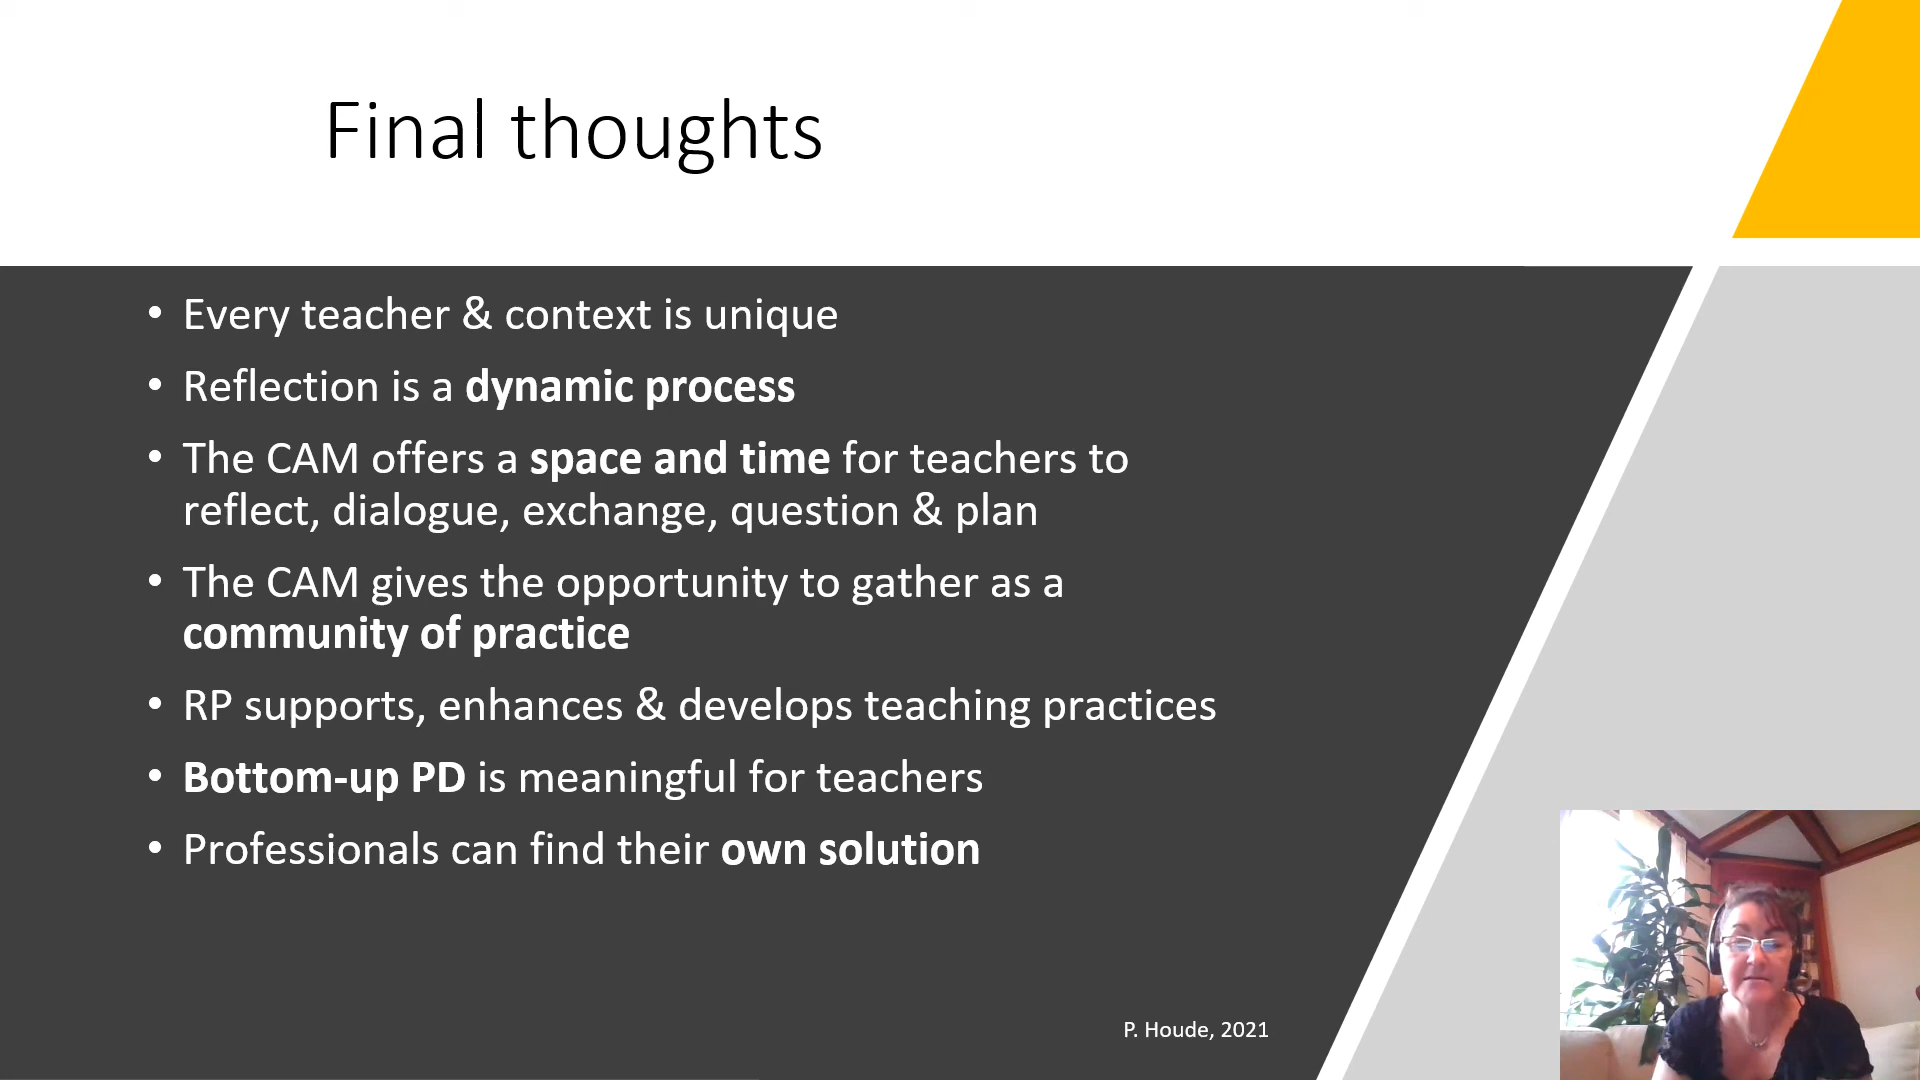 Final thoughts
• Every teacher & context is unique
• Reflection is a dynamic process
• The CAM offers a space and time for teachers to
reflect, dialogue, exchange, question & plan
• The CAM gives the opportunity to gather as a
community of practice
• RP supports, enhances & develops teaching practices
• Bottom-up PD is meaningful for teachers
• Professionals can find their own solution
P. Houde, 2021